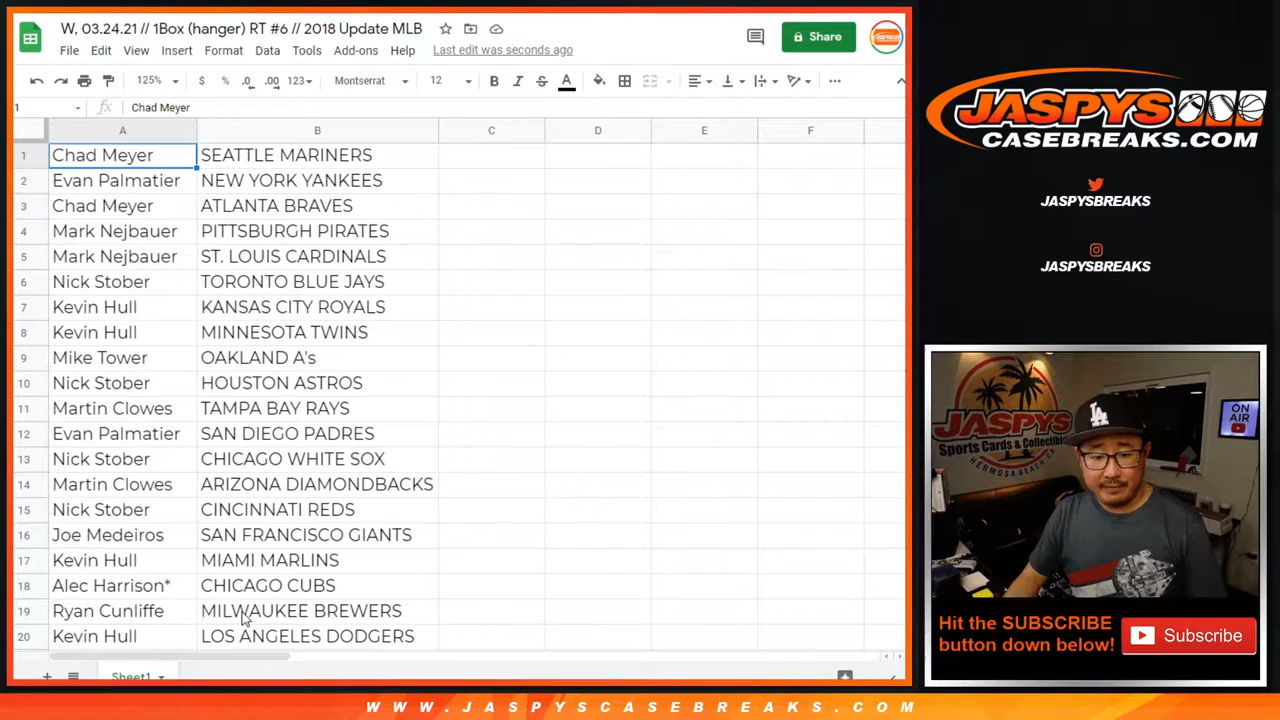 W, 03.24.21 // 1Box (hanger) RT #6 // 2018 Update MLB
File Edit View Insert Format Data Tools Add-ons Help Last edit was seconds ago
Share
125% $ % .0 .00 123 Montserrat 12 B I S A
1 fx Chad Meyer
A B C D E F
1 Chad Meyer SEATTLE MARINERS
2 Evan Palmatier NEW YORK YANKEES
3 Chad Meyer ATLANTA BRAVES
4 Mark Nejbauer PITTSBURGH PIRATES
5 Mark Nejbauer ST. LOUIS CARDINALS
6 Nick Stober TORONTO BLUE JAYS
7 Kevin Hull KANSAS CITY ROYALS
8 Kevin Hull MINNESOTA TWINS
9 Mike Tower OAKLAND A's
10 Nick Stober HOUSTON ASTROS
11 Martin Clowes TAMPA BAY RAYS
12 Evan Palmatier SAN DIEGO PADRES
13 Nick Stober CHICAGO WHITE SOX
14 Martin Clowes ARIZONA DIAMONDBACKS
15 Nick Stober CINCINNATI REDS
16 Joe Medeiros SAN FRANCISCO GIANTS
17 Kevin Hull MIAMI MARLINS
18 Alec Harrison* CHICAGO CUBS
19 Ryan Cunliffe MILWAUKEE BREWERS
20 Kevin Hull LOS ANGELES DODGERS
Sheet1
JASPYS
CASEBREAKS.COM
JASPYSBREAKS
JASPYSBREAKS
JASPYS
Sports Cards & Collectibles
HERMOSA BEACH
LA
ON
AIR
Hit the SUBSCRIBE
button down below!
Subscribe
WWW.JASPYSCASEBREAKS.COM